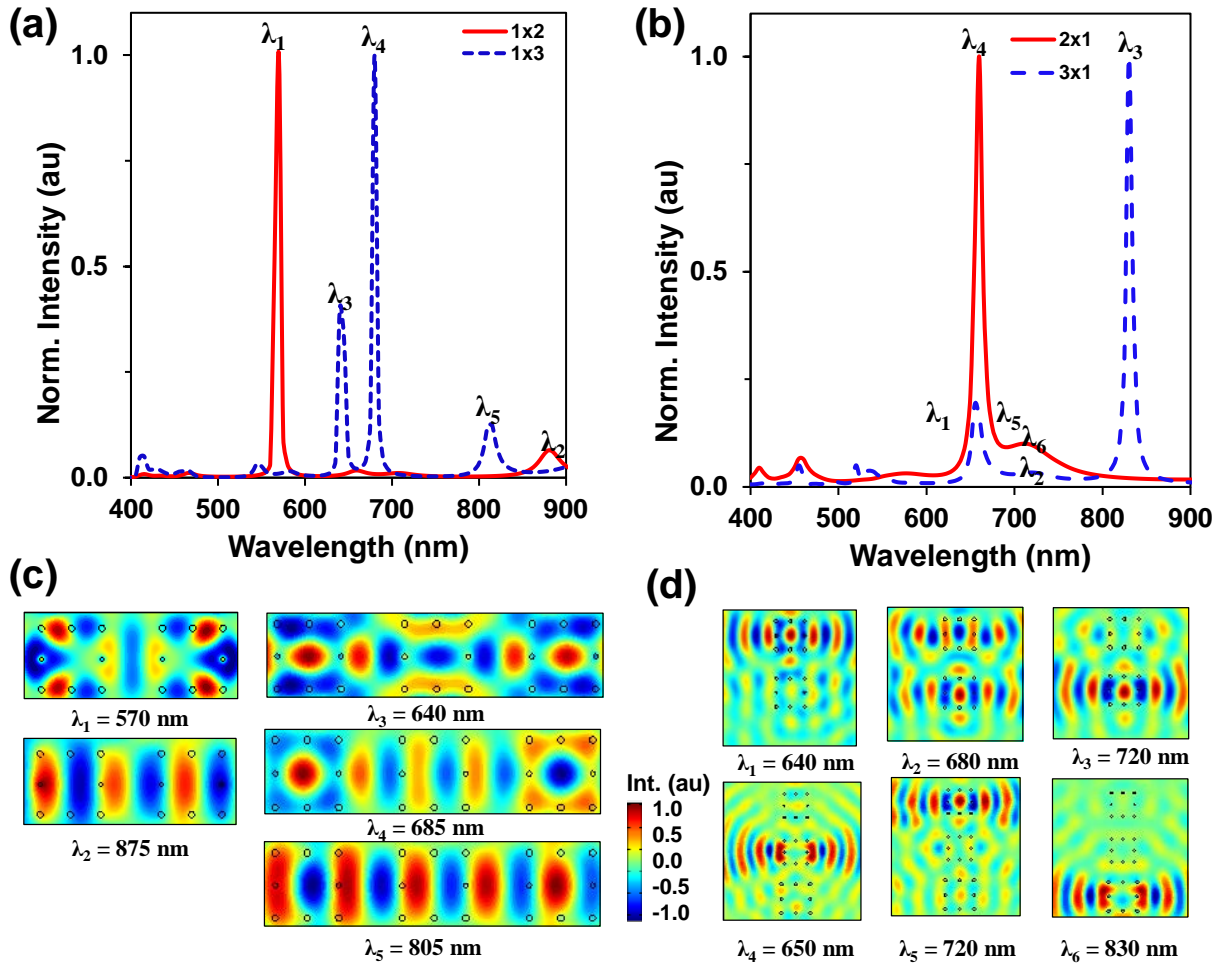 (a)
λ1
λ4
1x2
1x3
1.0
λ3
0.5
λ5
λ2
0.0
400 500 600 700 800 900
Norm. Intensity (au)
Wavelength (nm)
(b)
λ4
λ3
2x1
3x1
1.0
0.5
λ1
λ5
λ6
λ2
0.0
400 500 600 700 800 900
Norm. Intensity (au)
Wavelength (nm)
(c)
λ1 = 570 nm
λ3 = 640 nm
λ2 = 875 nm
λ4 = 685 nm
λ5 = 805 nm
(d)
λ1 = 640 nm
λ2 = 680 nm
λ3 = 720 nm
Int. (au)
1.0
0.5
0.0
-0.5
-1.0
λ4 = 650 nm
λ5 = 720 nm
λ6 = 830 nm